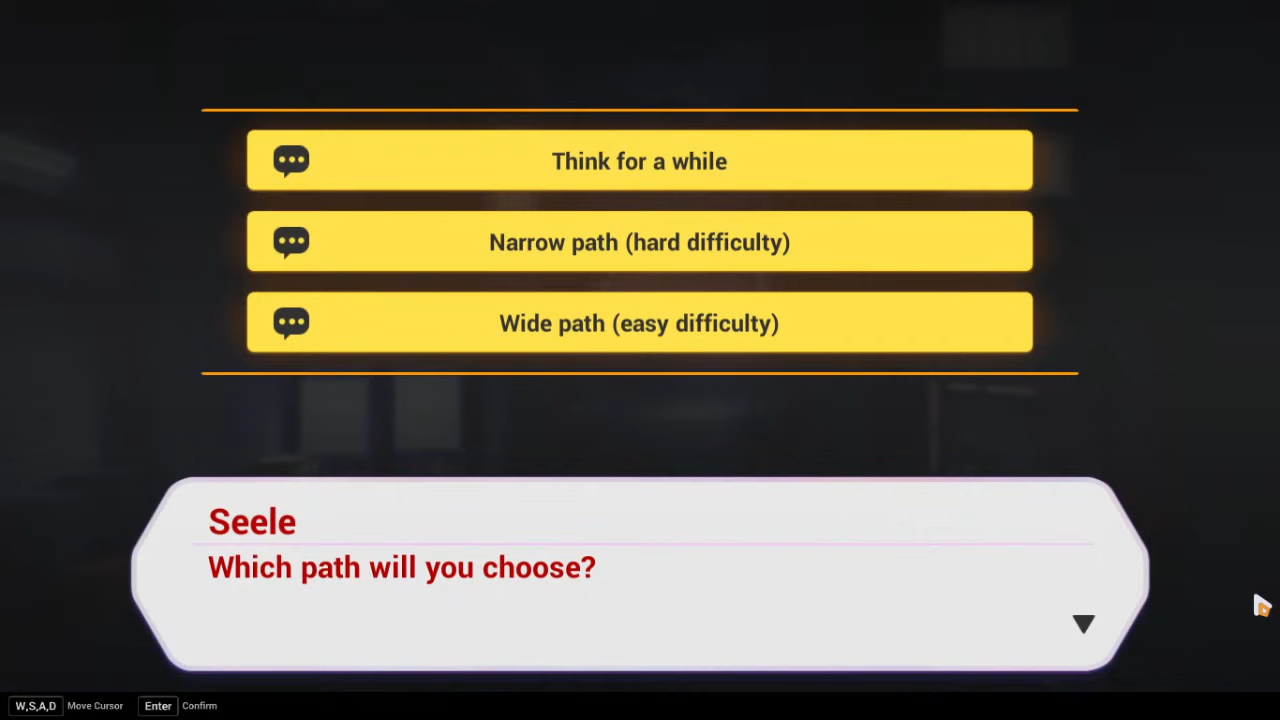 Think for a while
Narrow path (hard difficulty)
Wide path (easy difficulty)
Seele
Which path will you choose?
W,S,A,D Move Cursor Enter Confirm